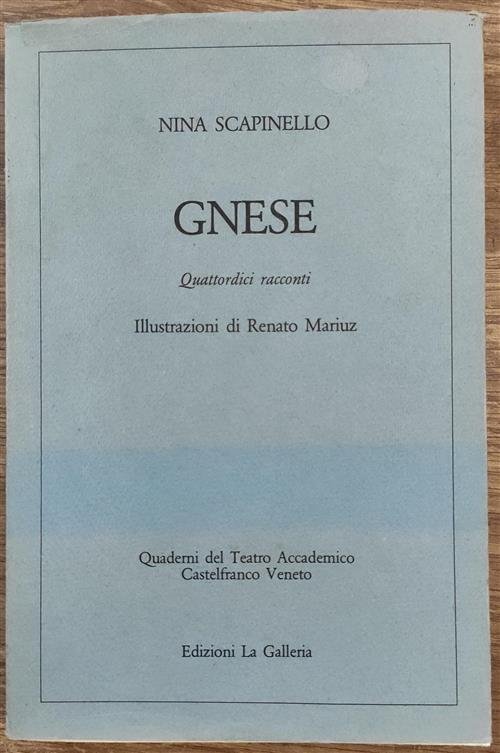 NINA SCAPINELLO
GNESE
Quattordici racconti
Illustrazioni di Renato Mariuz
Quaderni del Teatro Accademico
Castelfranco Veneto
Edizioni La Galleria